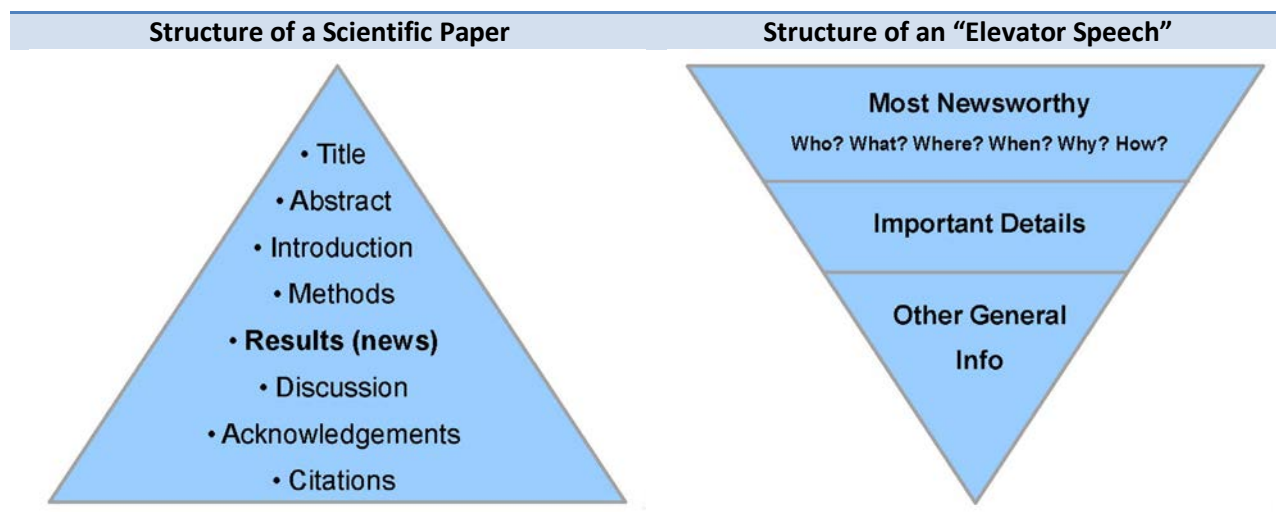 Structure of a Scientific Paper
• Title
• Abstract
• Introduction
• Methods
• Results (news)
• Discussion
• Acknowledgements
• Citations
Structure of an “Elevator Speech”
Most Newsworthy
Who? What? Where? When? Why? How?
Important Details
Other General
Info